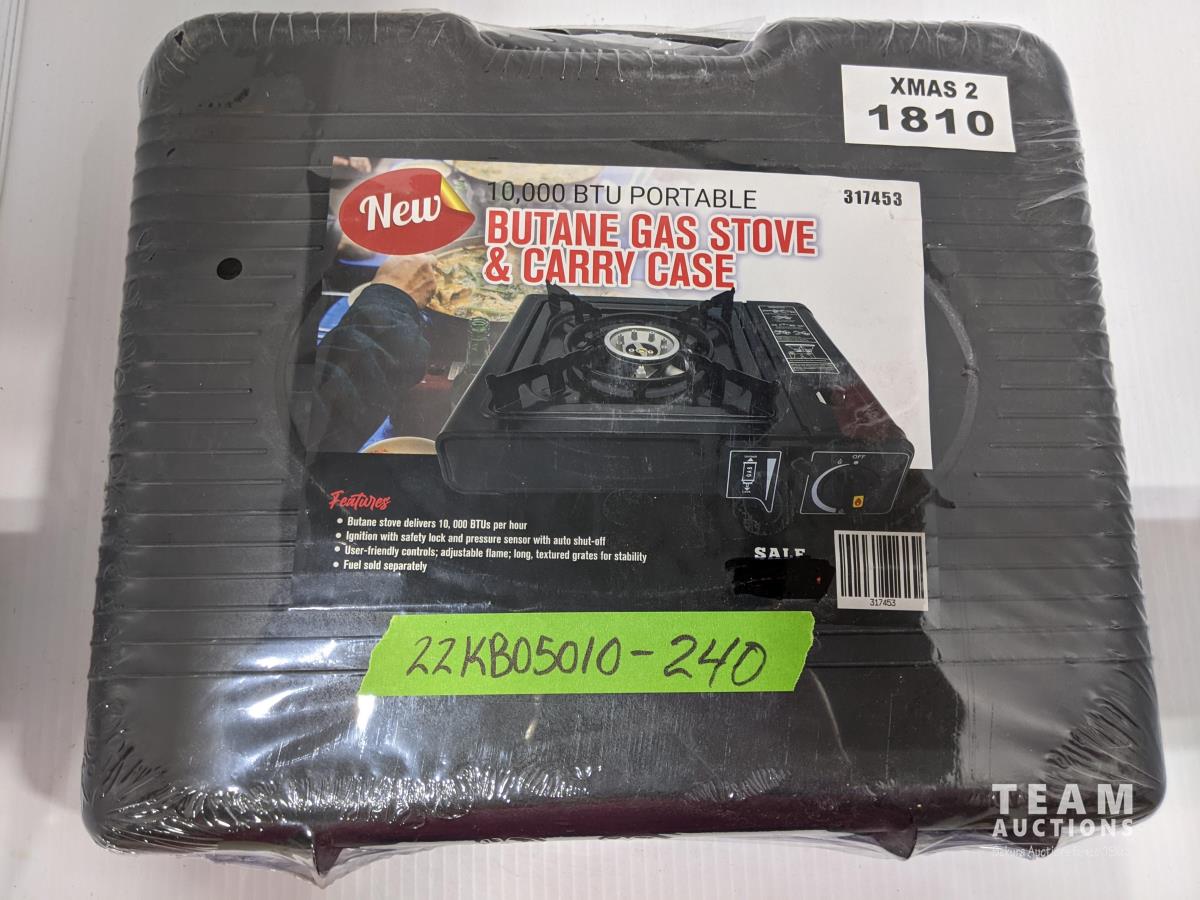 XMAS 2
1810
New
10,000 BTU PORTABLE
317453
BUTANE GAS STOVE
& CARRY CASE
OFF
GAS
Features
• Butane stove delivers 10, 000 BTUs per hour
• Ignition with safety lock and pressure sensor with auto shut-off
• User-friendly controls; adjustable flame; long, textured grates for stability
• Fuel sold separately
SALE
317453
22KB05010-240
TEAM
AUCTIONS